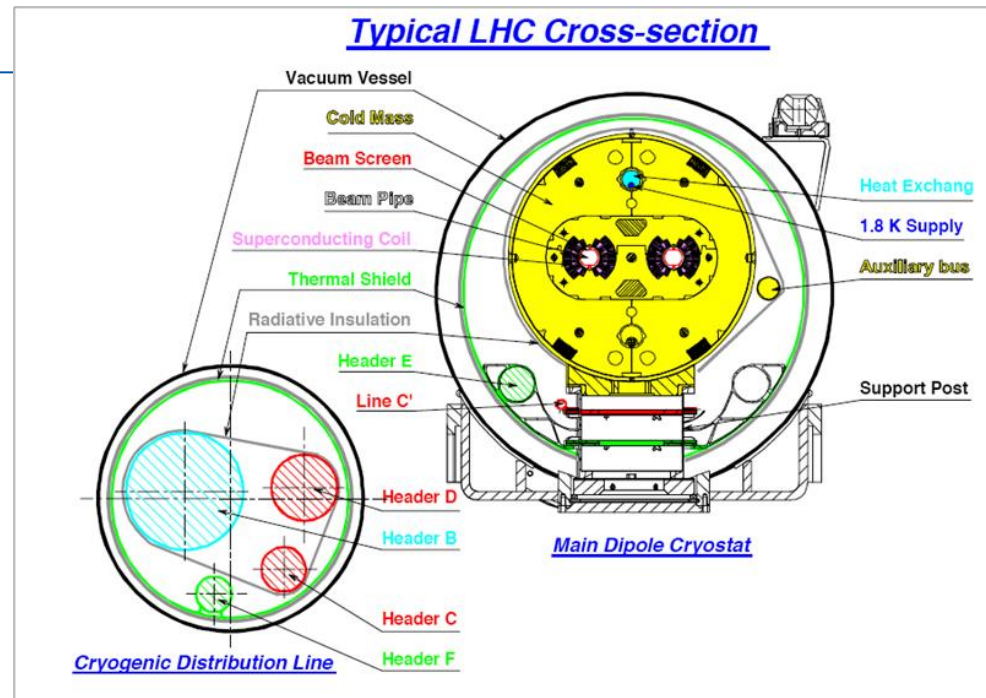 Typical LHC Cross-section
Vacuum Vessel
Cold Mass
Beam Screen
Beam Pipe
Superconducting Coil
Thermal Shield
Radiative Insulation
Header E
Line C'
Heat Exchang
1.8 K Supply
Auxiliary bus
Support Post
Header D
Header B
Main Dipole Cryostat
Header C
Header F
Cryogenic Distribution Line